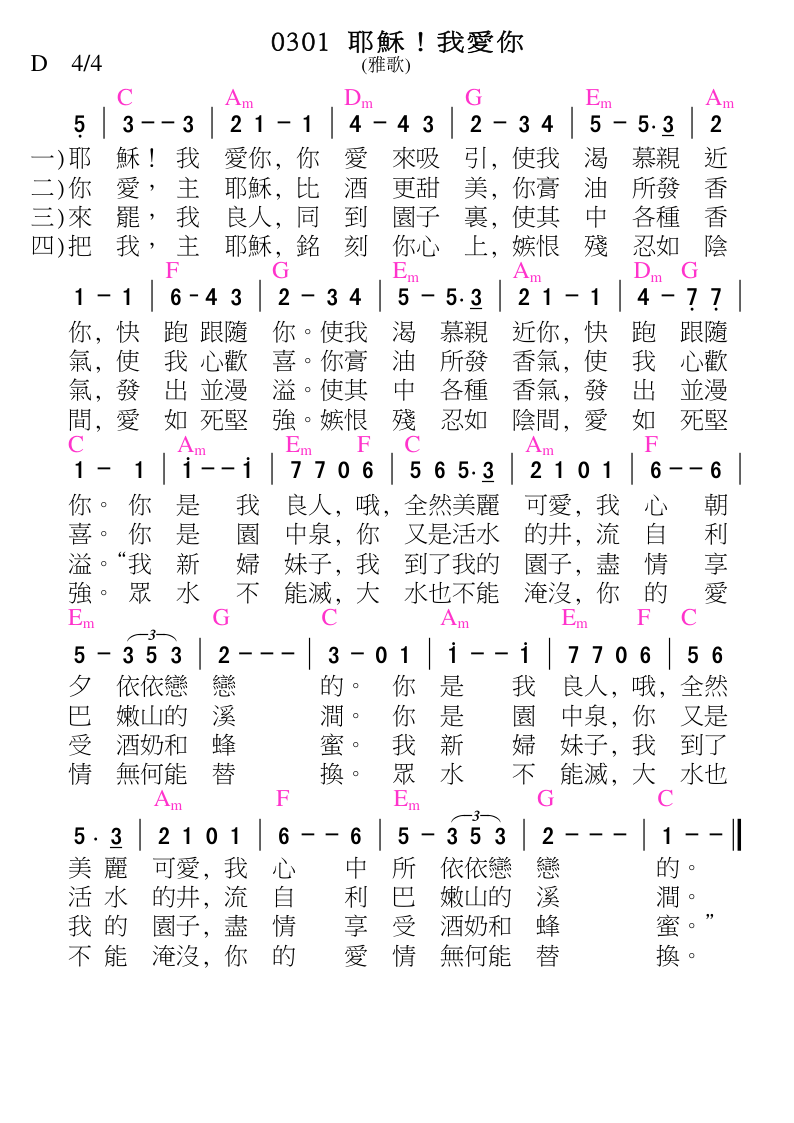 0301 耶穌！我愛你
D 4/4 (雅歌)
C Am Dm G Em Am
5 | 3 – – 3 | 2 1 – 1 | 4 – 4 3 | 2 – 3 4 | 5 – 5. 3 | 2
一)耶 穌！ 我 愛你, 你 愛 來吸 引, 使我 渴 慕親 近
二)你 愛， 主 耶穌, 比 酒 更甜 美, 你膏 油 所發 香
三)來 罷， 我 良人, 同 到 園子 裏, 使其 中 各種 香
四)把 我， 主 耶穌, 銘 刻 你心 上, 嫉恨 殘 忍如 陰
F G Em Am Dm G
1 – 1 | 6 - 4 3 | 2 – 3 4 | 5 – 5. 3 | 2 1 – 1 | 4 – 7 7 |
你, 快 跑 跟隨 你。使我 渴 慕親 近你, 快 跑 跟隨
氣, 使 我 心歡 喜。你膏 油 所發 香氣, 使 我 心歡
氣, 發 出 並漫 溢。使其 中 各種 香氣, 發 出 並漫
間, 愛 如 死堅 強。嫉恨 殘 忍如 陰間, 愛 如 死堅
C Am Em F C Am F
1 – 1 | i – – i | 7 7 0 6 | 5 6 5. 3 | 2 1 0 1 | 6 – – 6 |
你。 你 是 我 良人, 哦, 全然美麗 可愛, 我 心 朝
喜。 你 是 園 中泉, 你 又是活水 的井, 流 自 利
溢。“我 新 婦 妹子, 我 到了我的 園子, 盡 情 享
強。 眾 水 不 能滅, 大 水也不能 淹沒, 你 的 愛
Em G C Am Em F C
5 – 3 5 3 (3) | 2 – – – | 3 – 0 1 | i – – i | 7 7 0 6 | 5 6
夕 依依戀 戀 的。 你 是 我 良人, 哦, 全然
巴 嫩山的 溪 澗。 你 是 園 中泉, 你 又是
受 酒奶和 蜂 蜜。 我 新 婦 妹子, 我 到了
情 無何能 替 換。 眾 水 不 能滅, 大 水也
Am F Em G C
5 . 3 | 2 1 0 1 | 6 – – 6 | 5 – 3 5 3 (3) | 2 – – – | 1 – – ‖
美 麗 可愛, 我 心 中 所 依依戀 戀 的。
活 水 的井, 流 自 利 巴 嫩山的 溪 澗。
我 的 園子, 盡 情 享 受 酒奶和 蜂 蜜。”
不 能 淹沒, 你 的 愛 情 無何能 替 換。